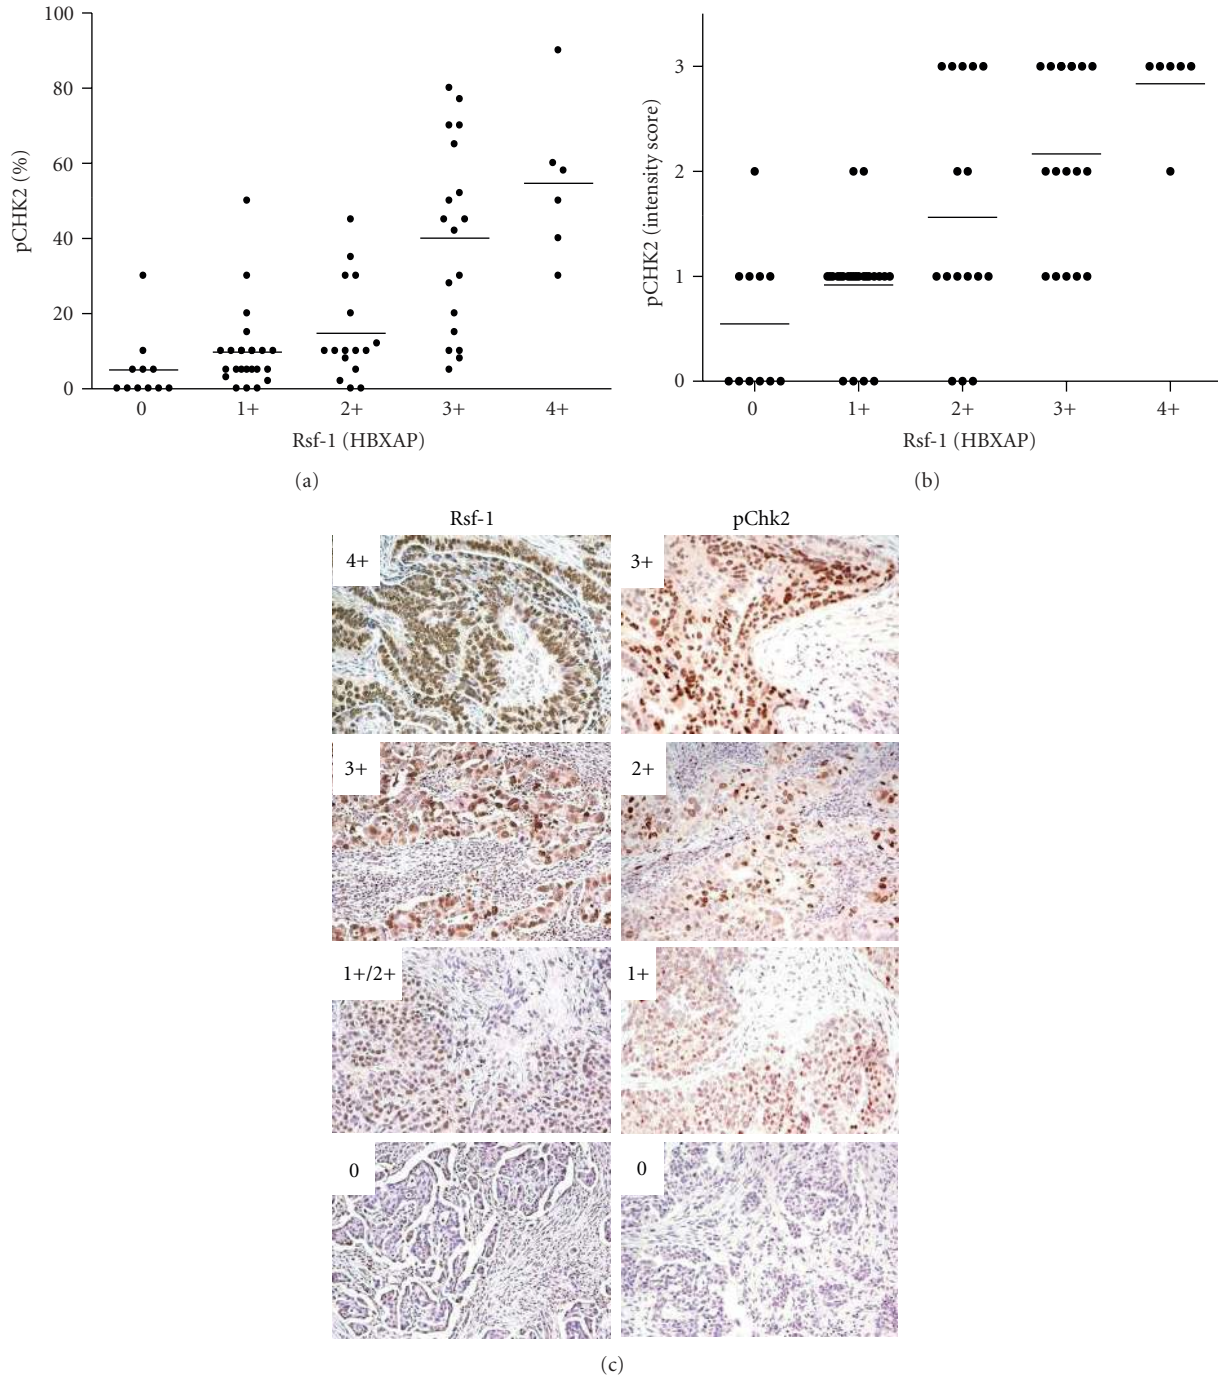 100
80
60
40
20
0
pCHK2 (%)
0 1+ 2+ 3+ 4+
Rsf-1 (HBXAP)
(a)
3
2
1
0
pCHK2 (intensity score)
0 1+ 2+ 3+ 4+
Rsf-1 (HBXAP)
(b)
Rsf-1 pChk2
4+ 3+
3+ 2+
1+/2+ 1+
0 0
(c)